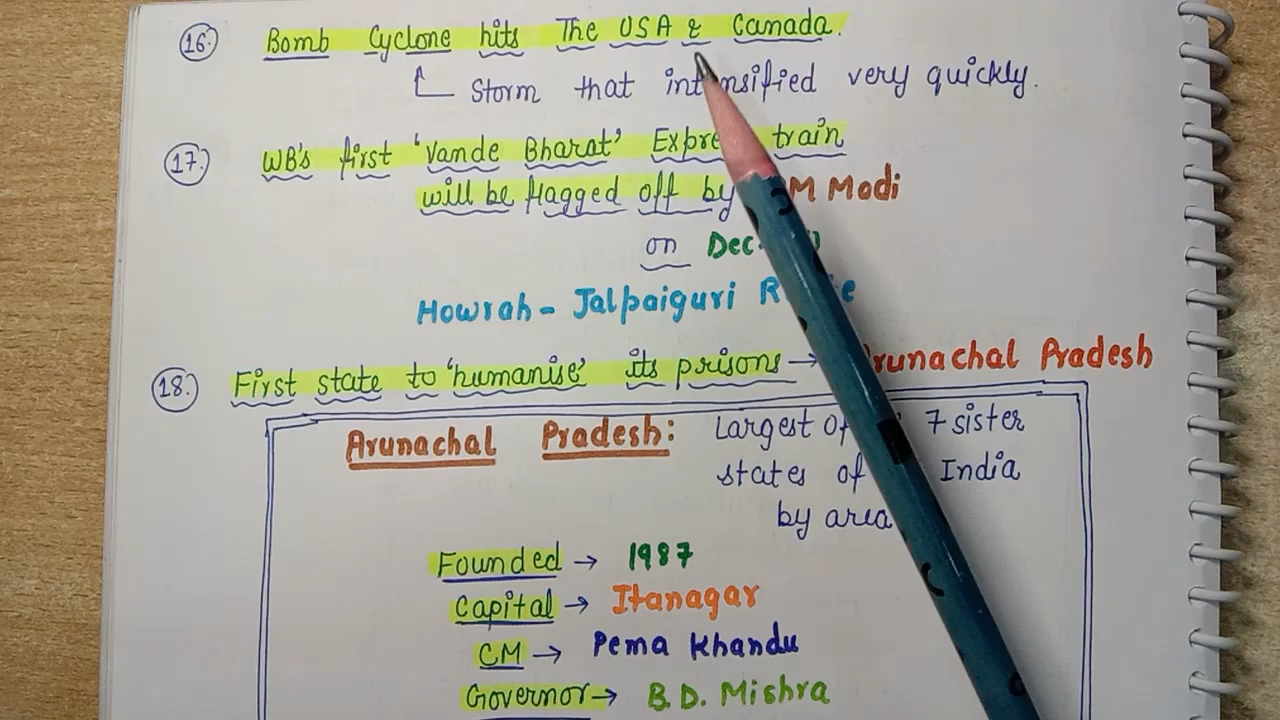 16. Bomb Cyclone hits The USA & Canada.
Storm that intensified very quickly.
17. WB's first 'Vande Bharat' Express train
will be flagged off by Modi
on Dec
Howrah - Jalpaiguri
18. First state to 'humanise' its prisons → Arunachal Pradesh
Arunachal Pradesh: Largest of 7 sister
states of India
by area
Founded → 1987
Capital → Itanagar
CM → Pema Khandu
Governor → B.D. Mishra